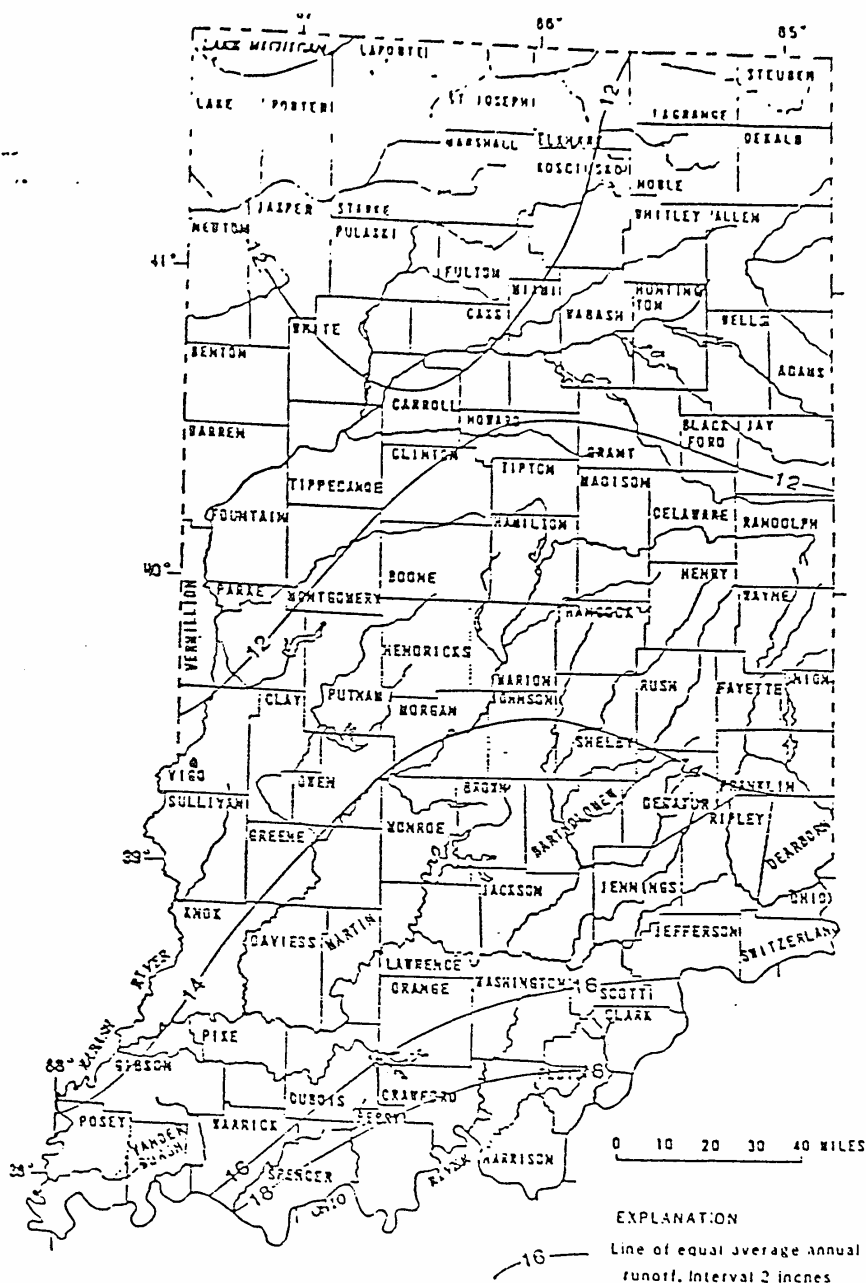 86° 85°
LAKE MICHIGAN LAPORTE STEUBEN
LAKE PORTER ST JOSEPH 12
LAGRANGE
MARSHALL ELKHART DEKALB
KOSCIUSKO
NOBLE
JASPER STARKE WHITLEY ALLEN
NEWTON PULASKI
41°
FULTON
MIAMI HUNTINGTON
CASS WABASH
WHITE WELLS
BENTON
ADAMS
CARROLL
WARREN HOWARD BLACKFORD JAY
CLINTON GRANT
TIPTON 12
TIPPECANOE MADISON
FOUNTAIN HAMILTON DELAWARE RANDOLPH
40°
BOONE HENRY
PARKE MONTGOMERY WAYNE
VERMILLION HANCOCK
12 HENDRICKS
MARION RUSH FAYETTE
CLAY PUTNAM JOHNSON
MORGAN
SHELBY
VIGO OWEN
BROWN FRANKLIN
SULLIVAN BARTHOLOMEW DECATUR
MONROE RIPLEY
GREENE DEARBORN
JACKSON JENNINGS
OHIO
KNOX
DAVIESS MARTIN JEFFERSON SWITZERLAND
LAWRENCE
RIVER ORANGE WASHINGTON 16
14 SCOTT
CLARK
WABASH PIKE
88° GIBSON
DUBOIS CRAWFORD
POSEY WARRICK PERRY
VANDERBURGH
38° 16 SPENCER HARRISON
18 OHIO RIVER
0 10 20 30 40 MILES
EXPLANATION
16 Line of equal average annual
runoff. Interval 2 inches